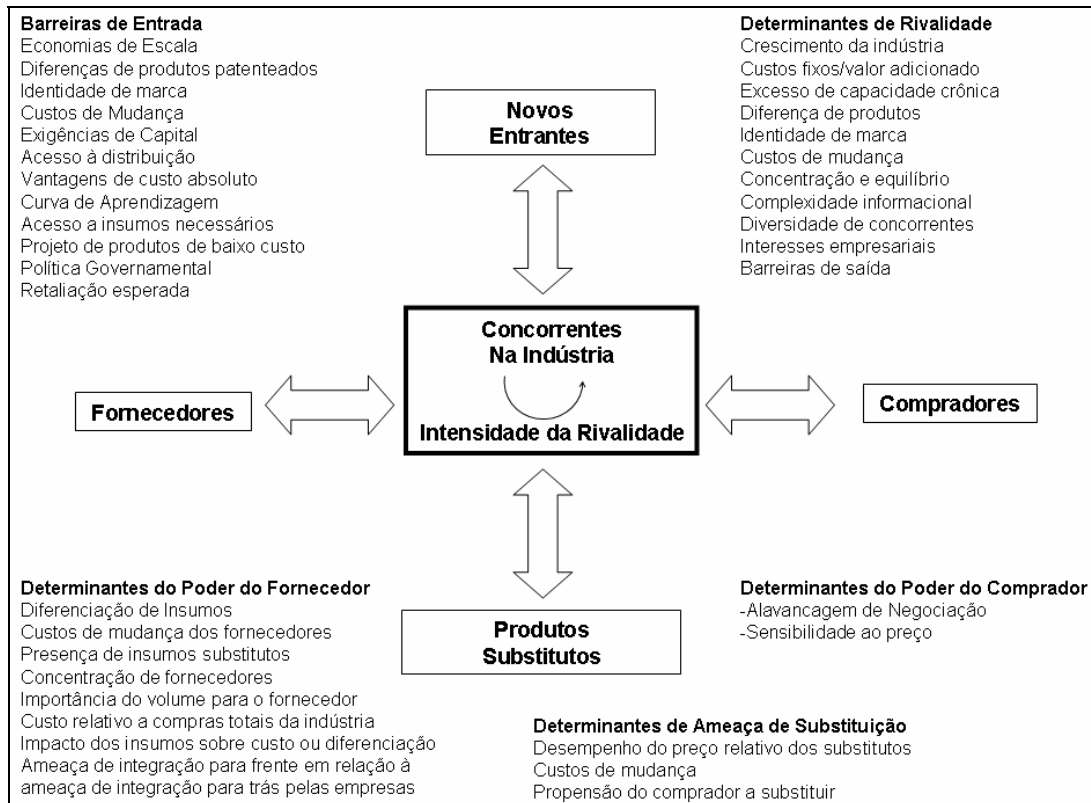 Barreiras de Entrada
Economias de Escala
Diferenças de produtos patenteados
Identidade de marca
Custos de Mudança
Exigências de Capital
Acesso à distribuição
Vantagens de custo absoluto
Curva de Aprendizagem
Acesso a insumos necessários
Projeto de produtos de baixo custo
Política Governamental
Retaliação esperada
Novos
Entrantes
Determinantes de Rivalidade
Crescimento da indústria
Custos fixos/valor adicionado
Excesso de capacidade crônica
Diferença de produtos
Identidade de marca
Custos de mudança
Concentração e equilíbrio
Complexidade informacional
Diversidade de concorrentes
Interesses empresariais
Barreiras de saída
Fornecedores
Concorrentes
Na Indústria
Intensidade da Rivalidade
Compradores
Determinantes do Poder do Fornecedor
Diferenciação de Insumos
Custos de mudança dos fornecedores
Presença de insumos substitutos
Concentração de fornecedores
Importância do volume para o fornecedor
Custo relativo a compras totais da indústria
Impacto dos insumos sobre custo ou diferenciação
Ameaça de integração para frente em relação à
ameaça de integração para trás pelas empresas
Produtos
Substitutos
Determinantes do Poder do Comprador
-Alavancagem de Negociação
-Sensibilidade ao preço
Determinantes de Ameaça de Substituição
Desempenho do preço relativo dos substitutos
Custos de mudança
Propensão do comprador a substituir